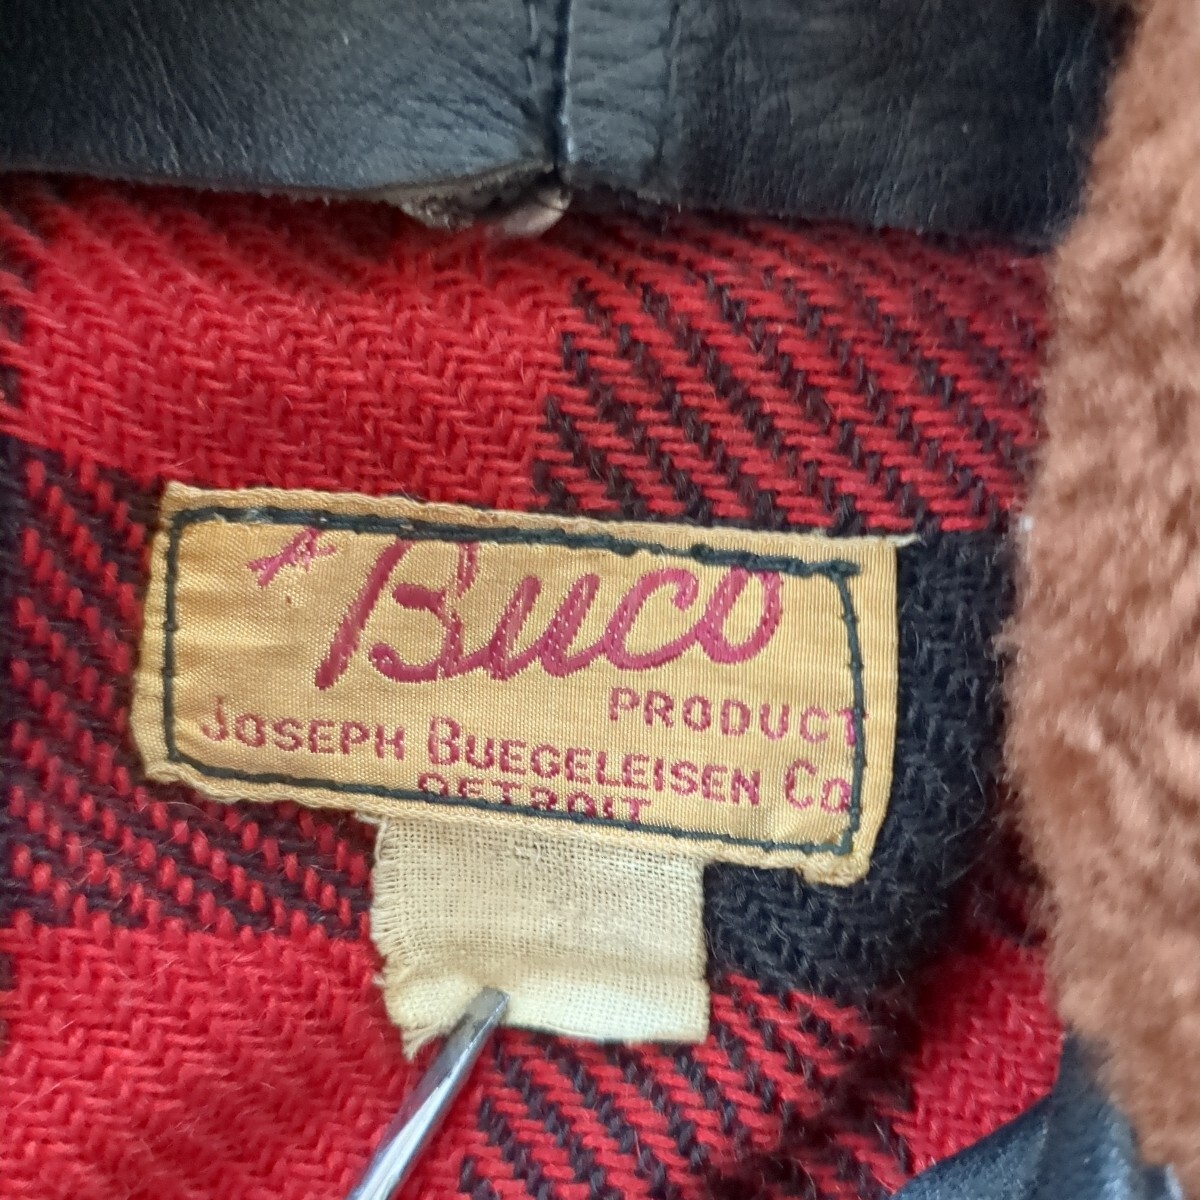 A Buco
PRODUCT
JOSEPH BUEGELEISEN Co
DETROIT